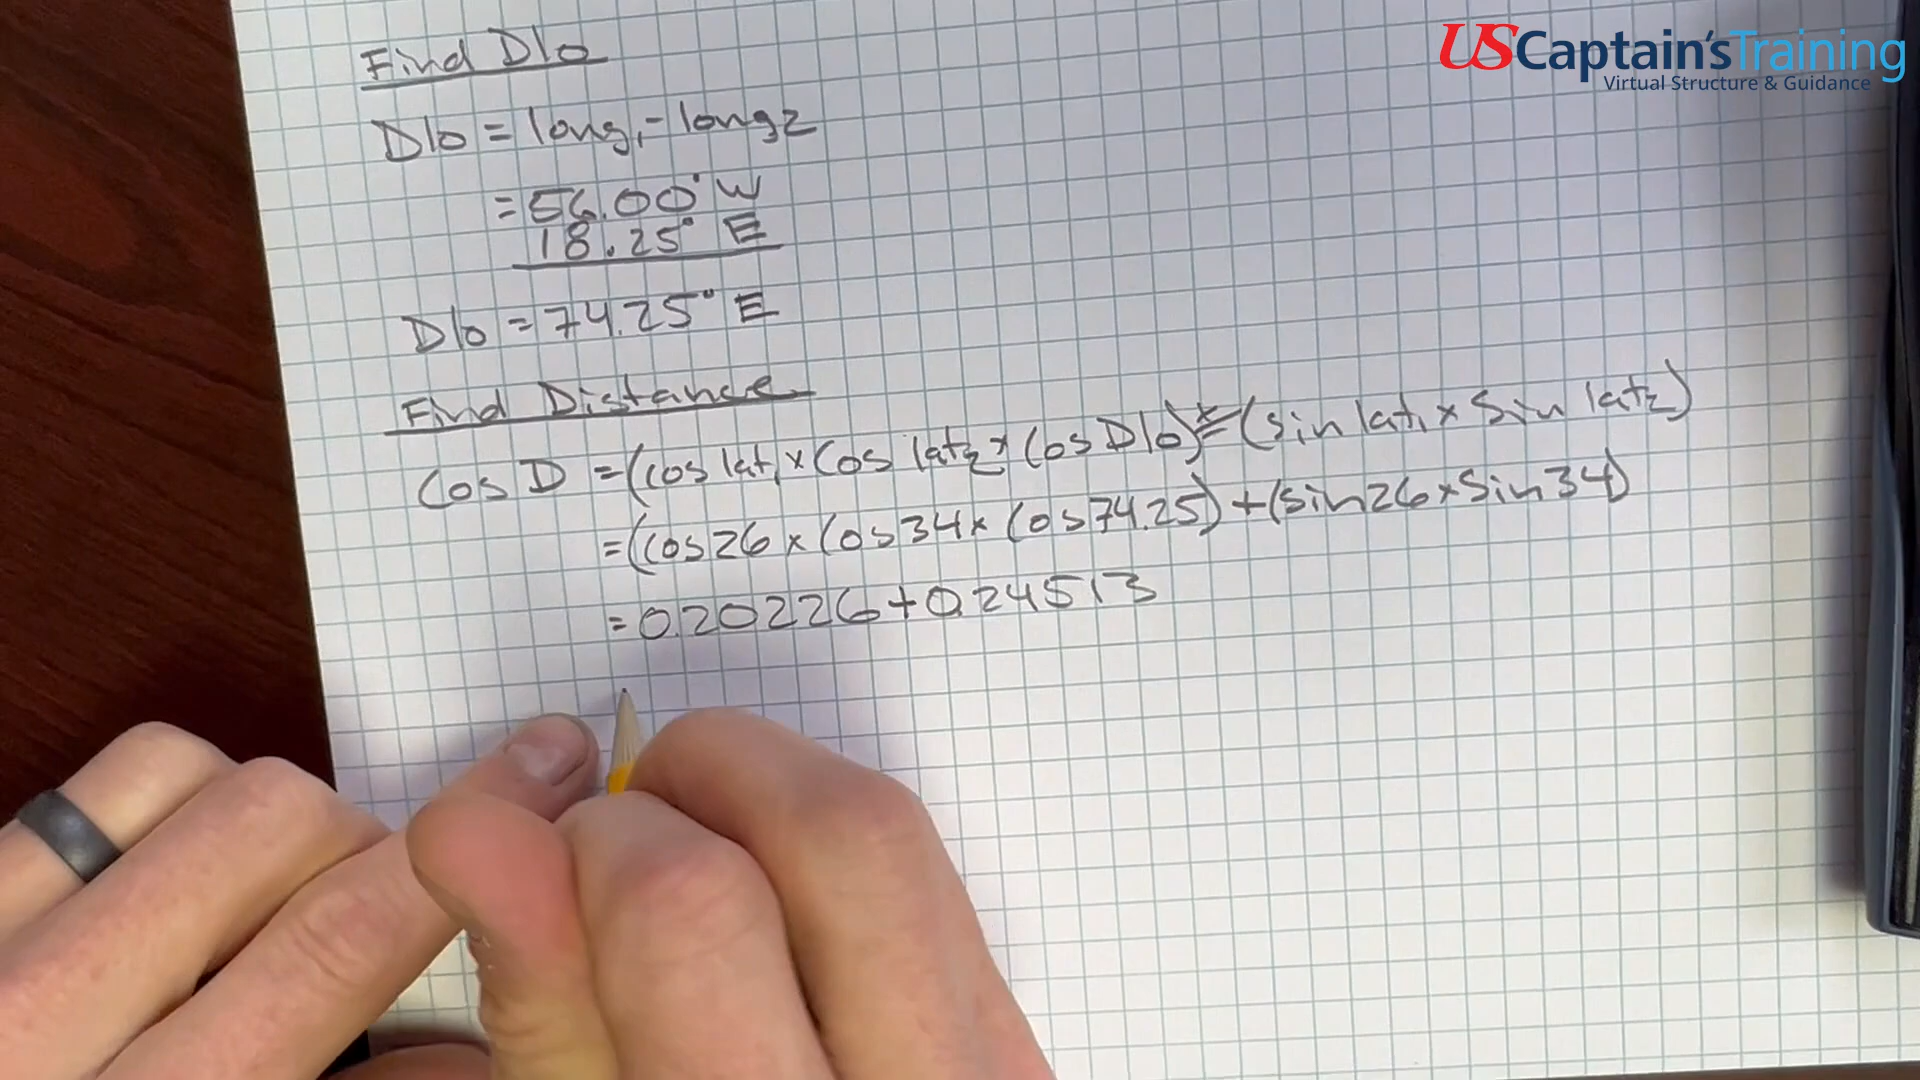 USCaptain'sTraining
Virtual Structure & Guidance
Find Dlo
Dlo = long1 - long2
= 56.00° W
18.25° E
Dlo = 74.25° E
Find Distance
Cos D = (cos lat1 x Cos lat2 x Cos Dlo) ± (sin lat1 x Sin lat2)
= (cos 26 x Cos 34 x Cos 74.25) + (sin 26 x Sin 34)
= 0.20226 + 0.24513